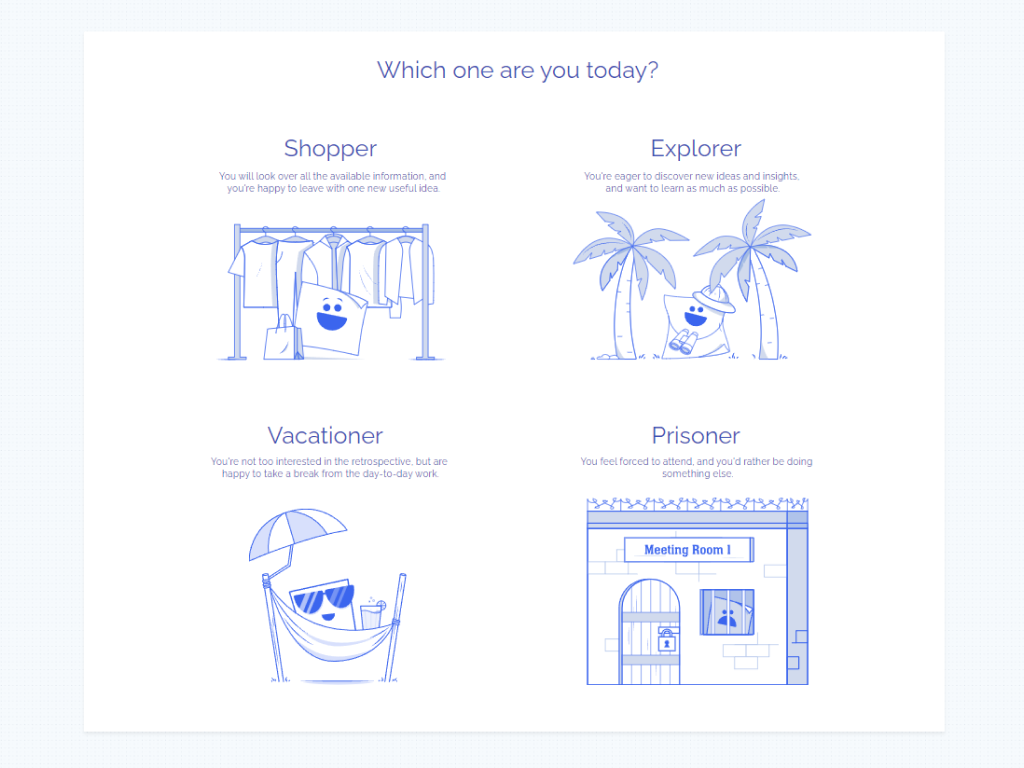 Which one are you today?
Shopper
You will look over all the available information, and
you're happy to leave with one new useful idea.
Explorer
You're eager to discover new ideas and insights,
and want to learn as much as possible.
Vacationer
You're not too interested in the retrospective, but are
happy to take a break from the day-to-day work.
Prisoner
You feel forced to attend, and you'd rather be doing
something else.
Meeting Room 1